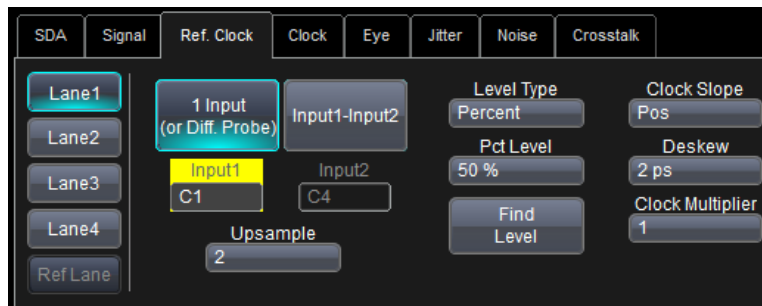 SDA Signal Ref. Clock Clock Eye Jitter Noise Crosstalk
Lane1
Lane2
Lane3
Lane4
Ref Lane
1 Input
(or Diff. Probe)
Input1-Input2
Input1
C1
Input2
C4
Upsample
2
Level Type
Percent
Pct Level
50 %
Find
Level
Clock Slope
Pos
Deskew
2 ps
Clock Multiplier
1